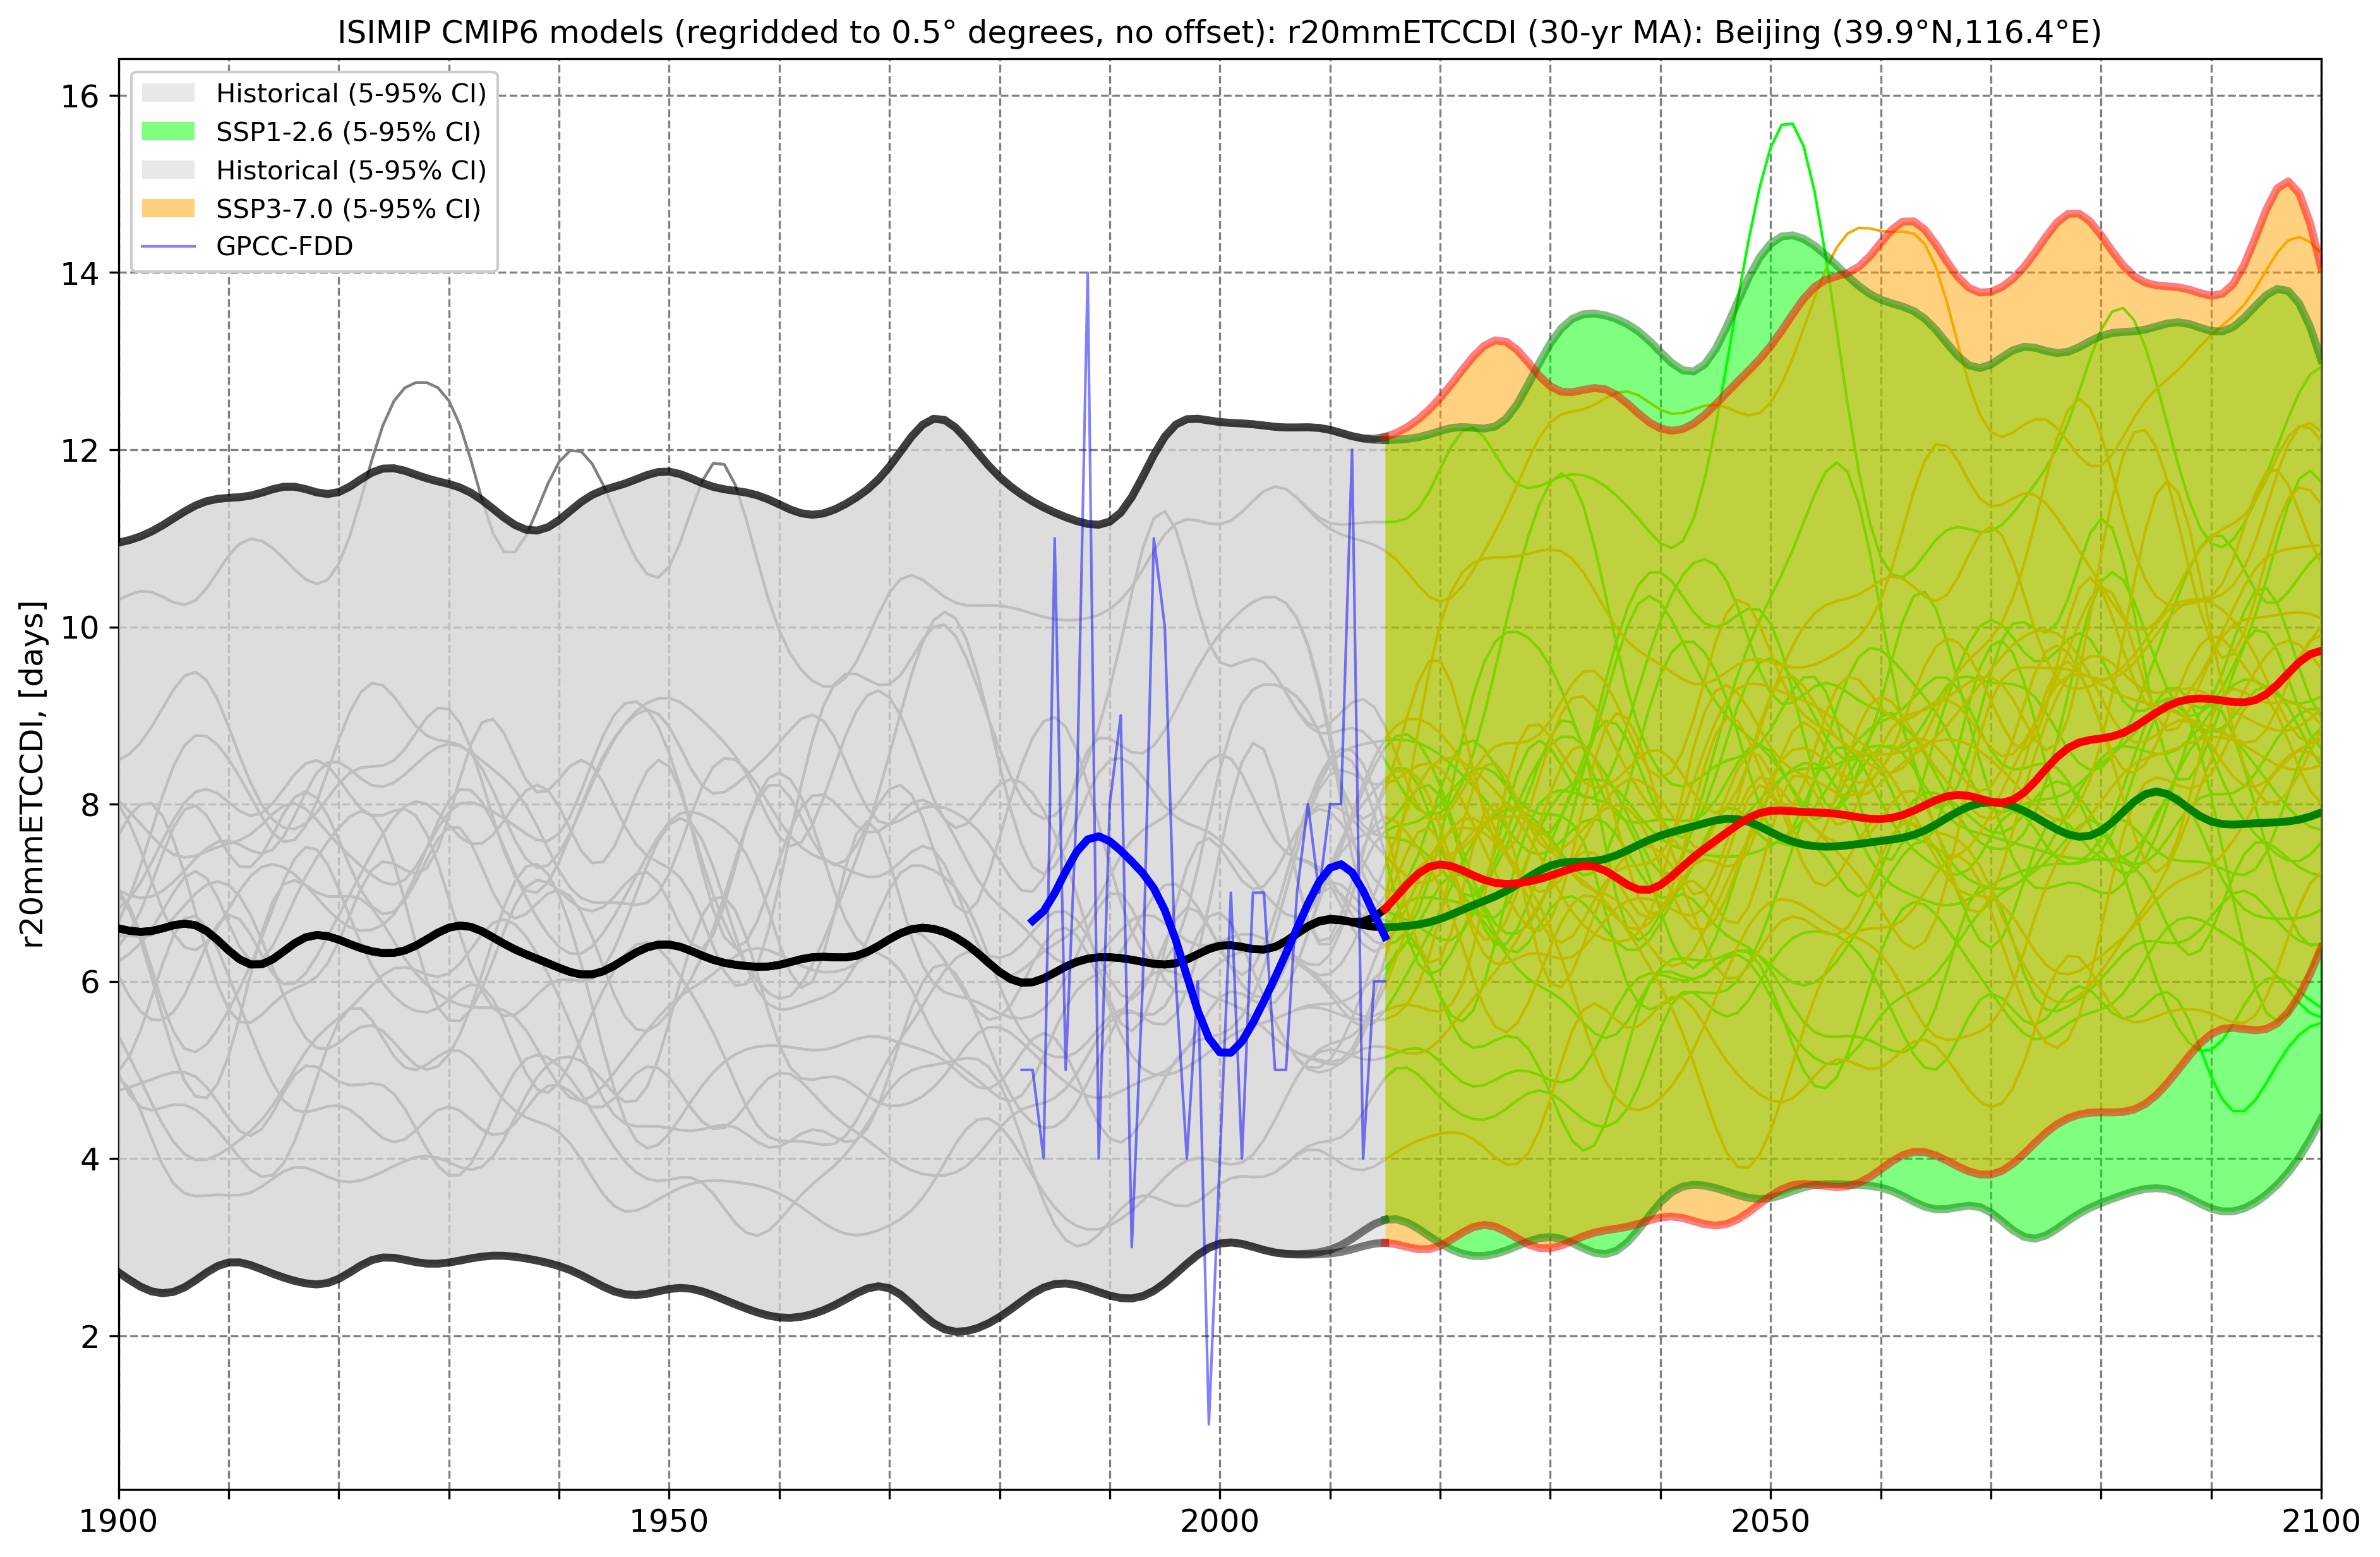 ISIMIP CMIP6 models (regridded to 0.5° degrees, no offset): r20mmETCCDI (30-yr MA): Beijing (39.9°N,116.4°E)
Historical (5-95% CI)
SSP1-2.6 (5-95% CI)
Historical (5-95% CI)
SSP3-7.0 (5-95% CI)
GPCC-FDD
r20mmETCCDI, [days]
16
14
12
10
8
6
4
2
1900
1950
2000
2050
2100